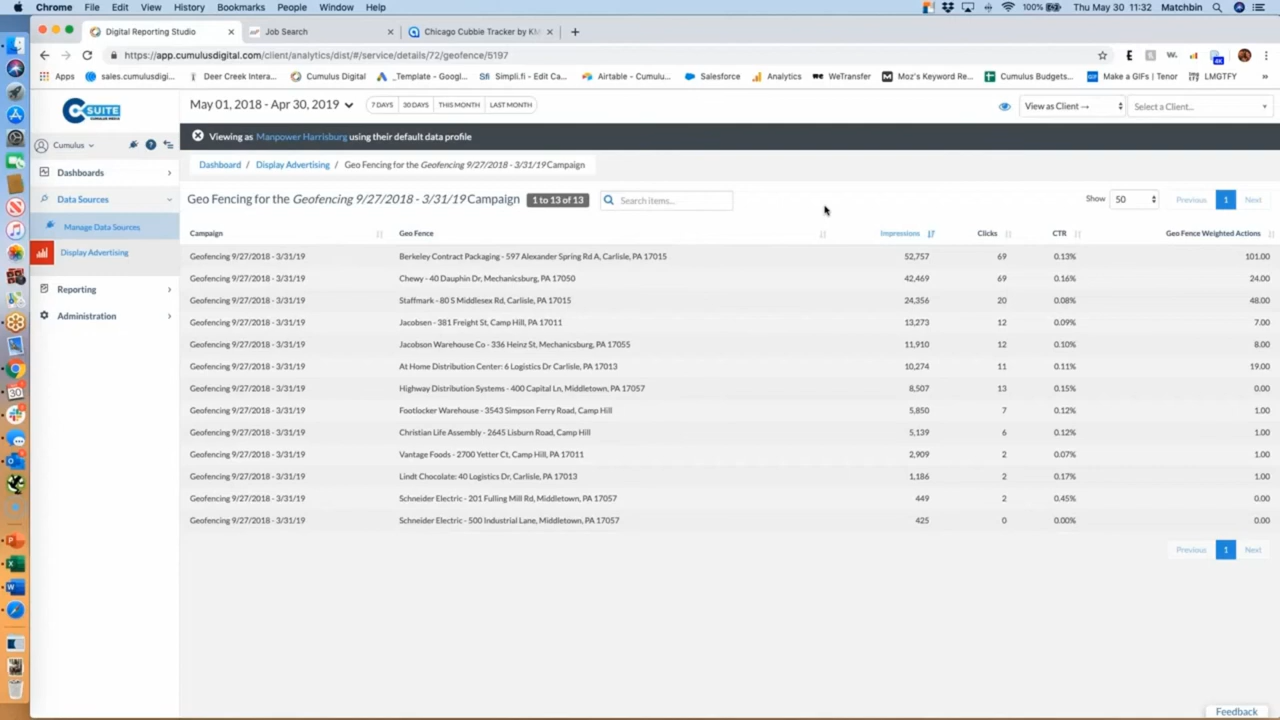 Chrome File Edit View History Bookmarks People Window Help 100% Thu May 30 11:32 Matchbin
Digital Reporting Studio Job Search Chicago Cubbie Tracker by KM
https://app.cumulusdigital.com/client/analytics/dist/#/service/details/72/geofence/5197
Apps sales.cumulusdigi... Deer Creek Intera... Cumulus Digital _Template - Googl... Simpli.fi - Edit Ca... Airtable - Cumulu... Salesforce Analytics WeTransfer Moz's Keyword Re... Cumulus Budgets... Make a GIFs | Tenor LMGTFY
C-SUITE
CUMULUS MEDIA
May 01, 2018 - Apr 30, 2019 7 DAYS 30 DAYS THIS MONTH LAST MONTH View as Client → Select a Client...
Viewing as Manpower Harrisburg using their default data profile
Cumulus
Dashboards
Data Sources
Manage Data Sources
Display Advertising
Reporting
Administration
Dashboard / Display Advertising / Geo Fencing for the Geofencing 9/27/2018 - 3/31/19 Campaign
Geo Fencing for the Geofencing 9/27/2018 - 3/31/19 Campaign 1 to 13 of 13 Search items... Show 50 Previous 1 Next
Campaign Geo Fence Impressions Clicks CTR Geo Fence Weighted Actions
Geofencing 9/27/2018 - 3/31/19 Berkeley Contract Packaging - 597 Alexander Spring Rd A, Carlisle, PA 17015 52,757 69 0.13% 101.00
Geofencing 9/27/2018 - 3/31/19 Chewy - 40 Dauphin Dr, Mechanicsburg, PA 17050 42,469 69 0.16% 24.00
Geofencing 9/27/2018 - 3/31/19 Staffmark - 80 S Middlesex Rd, Carlisle, PA 17015 24,356 20 0.08% 48.00
Geofencing 9/27/2018 - 3/31/19 Jacobsen - 381 Freight St, Camp Hill, PA 17011 13,273 12 0.09% 7.00
Geofencing 9/27/2018 - 3/31/19 Jacobson Warehouse Co - 336 Heinz St, Mechanicsburg, PA 17055 11,910 12 0.10% 8.00
Geofencing 9/27/2018 - 3/31/19 At Home Distribution Center: 6 Logistics Dr Carlisle, PA 17013 10,274 11 0.11% 19.00
Geofencing 9/27/2018 - 3/31/19 Highway Distribution Systems - 400 Capital Ln, Middletown, PA 17057 8,507 13 0.15% 0.00
Geofencing 9/27/2018 - 3/31/19 Footlocker Warehouse - 3543 Simpson Ferry Road, Camp Hill 5,850 7 0.12% 1.00
Geofencing 9/27/2018 - 3/31/19 Christian Life Assembly - 2645 Lisburn Road, Camp Hill 5,139 6 0.12% 1.00
Geofencing 9/27/2018 - 3/31/19 Vantage Foods - 2700 Yetter Ct, Camp Hill, PA 17011 2,909 2 0.07% 1.00
Geofencing 9/27/2018 - 3/31/19 Lindt Chocolate: 40 Logistics Dr, Carlisle, PA 17013 1,186 2 0.17% 1.00
Geofencing 9/27/2018 - 3/31/19 Schneider Electric - 201 Fulling Mill Rd, Middletown, PA 17057 449 2 0.45% 0.00
Geofencing 9/27/2018 - 3/31/19 Schneider Electric - 500 Industrial Lane, Middletown, PA 17057 425 0 0.00% 0.00
Previous 1 Next
Feedback